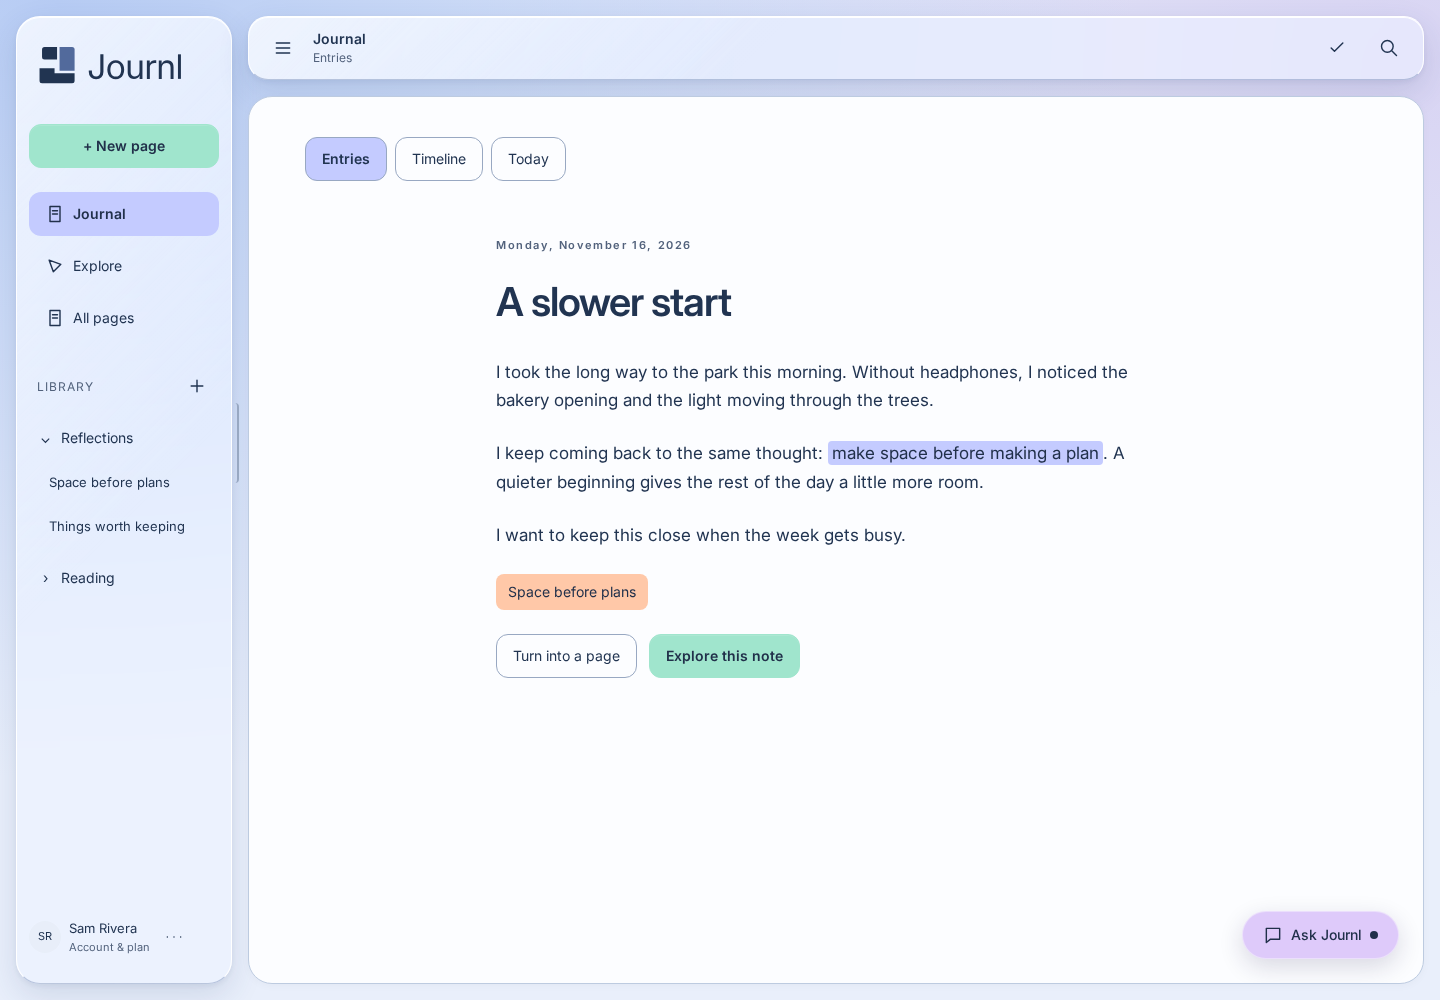 Journl
+ New page
Journal
Explore
All pages
LIBRARY
Reflections
Space before plans
Things worth keeping
Reading
SR
Sam Rivera
Account & plan
Journal
Entries
Entries
Timeline
Today
Monday, November 16, 2026
A slower start
I took the long way to the park this morning. Without headphones, I noticed the
bakery opening and the light moving through the trees.
I keep coming back to the same thought: make space before making a plan. A
quieter beginning gives the rest of the day a little more room.
I want to keep this close when the week gets busy.
Space before plans
Turn into a page
Explore this note
Ask Journl